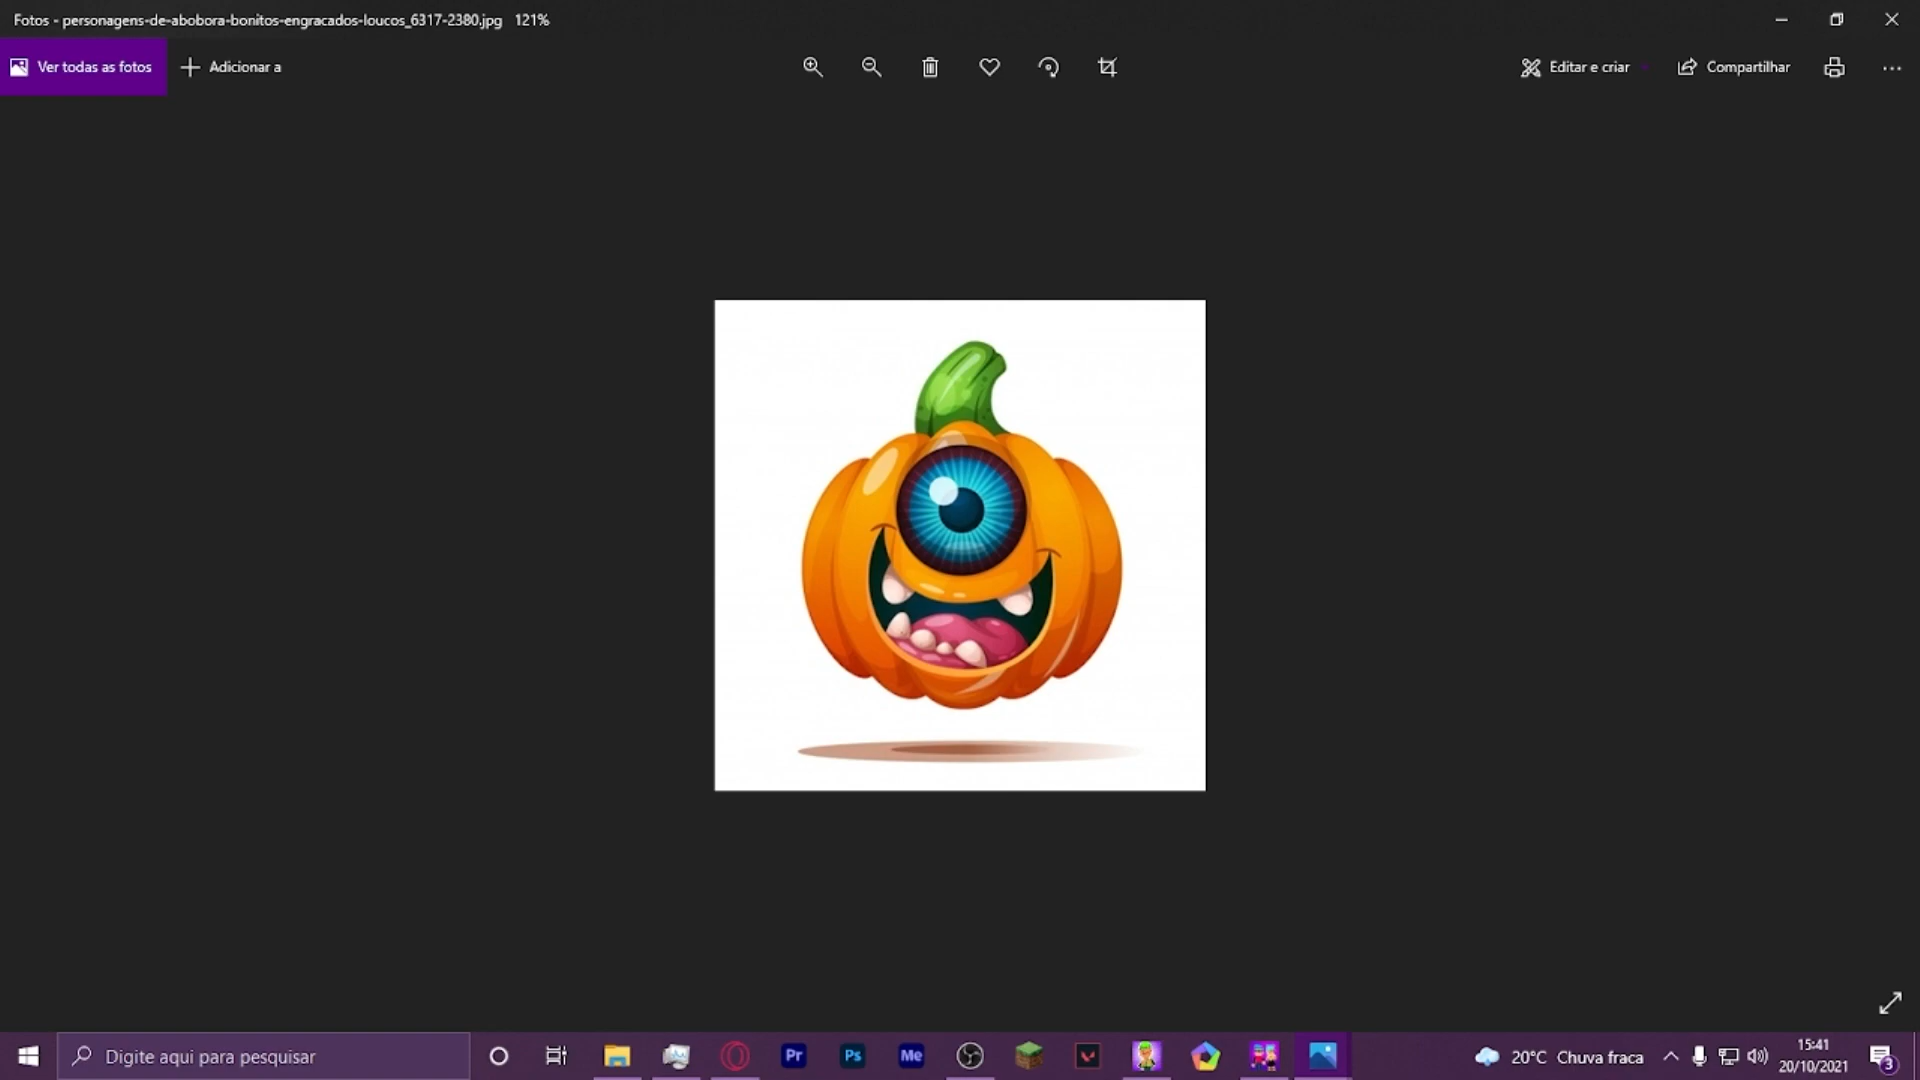 Fotos - personagens-de-abobora-bonitos-engracados-loucos_6317-2380.jpg 121%
Ver todas as fotos Adicionar a Editar e criar Compartilhar
Digite aqui para pesquisar Pr Ps Me 20°C Chuva fraca 15:41
20/10/2021 3